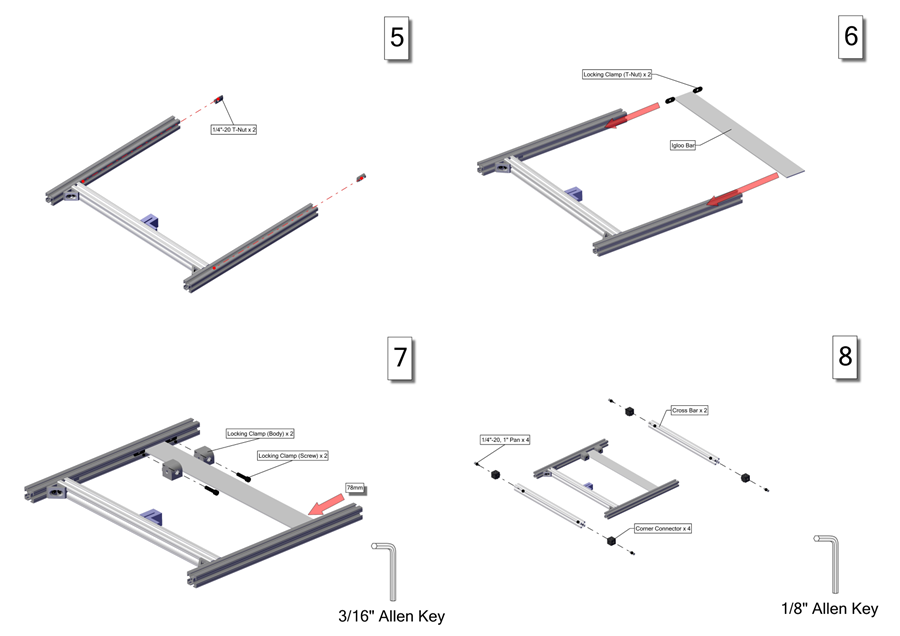 5
1/4"-20 T-Nut x 2
6
Locking Clamp (T-Nut) x 2
Igloo Bar
7
Locking Clamp (Body) x 2
Locking Clamp (Screw) x 2
78mm
3/16" Allen Key
8
Cross Bar x 2
1/4"-20, 1" Pan x 4
Corner Connector x 4
1/8" Allen Key